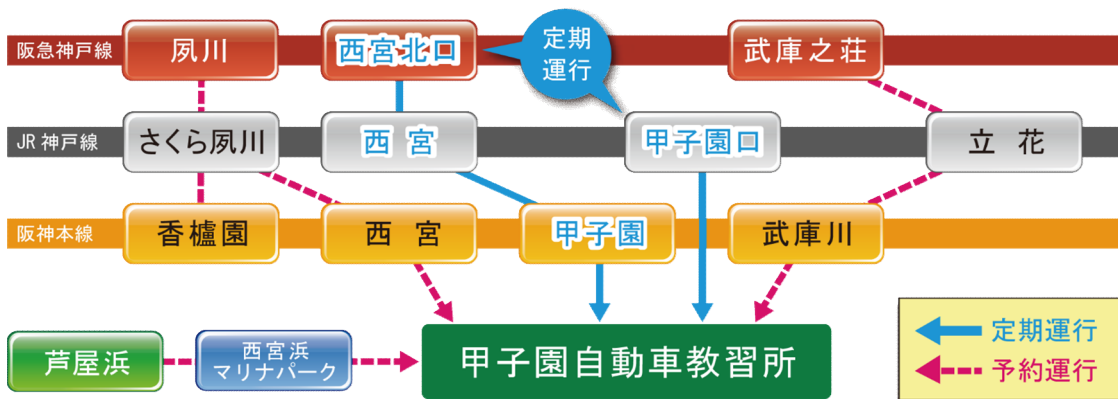 阪急神戸線
夙川
西宮北口
定期
運行
武庫之荘
JR 神戸線
さくら夙川
西宮
甲子園口
立花
阪神本線
香櫨園
西宮
甲子園
武庫川
芦屋浜
西宮浜
マリナパーク
甲子園自動車教習所
定期運行
予約運行